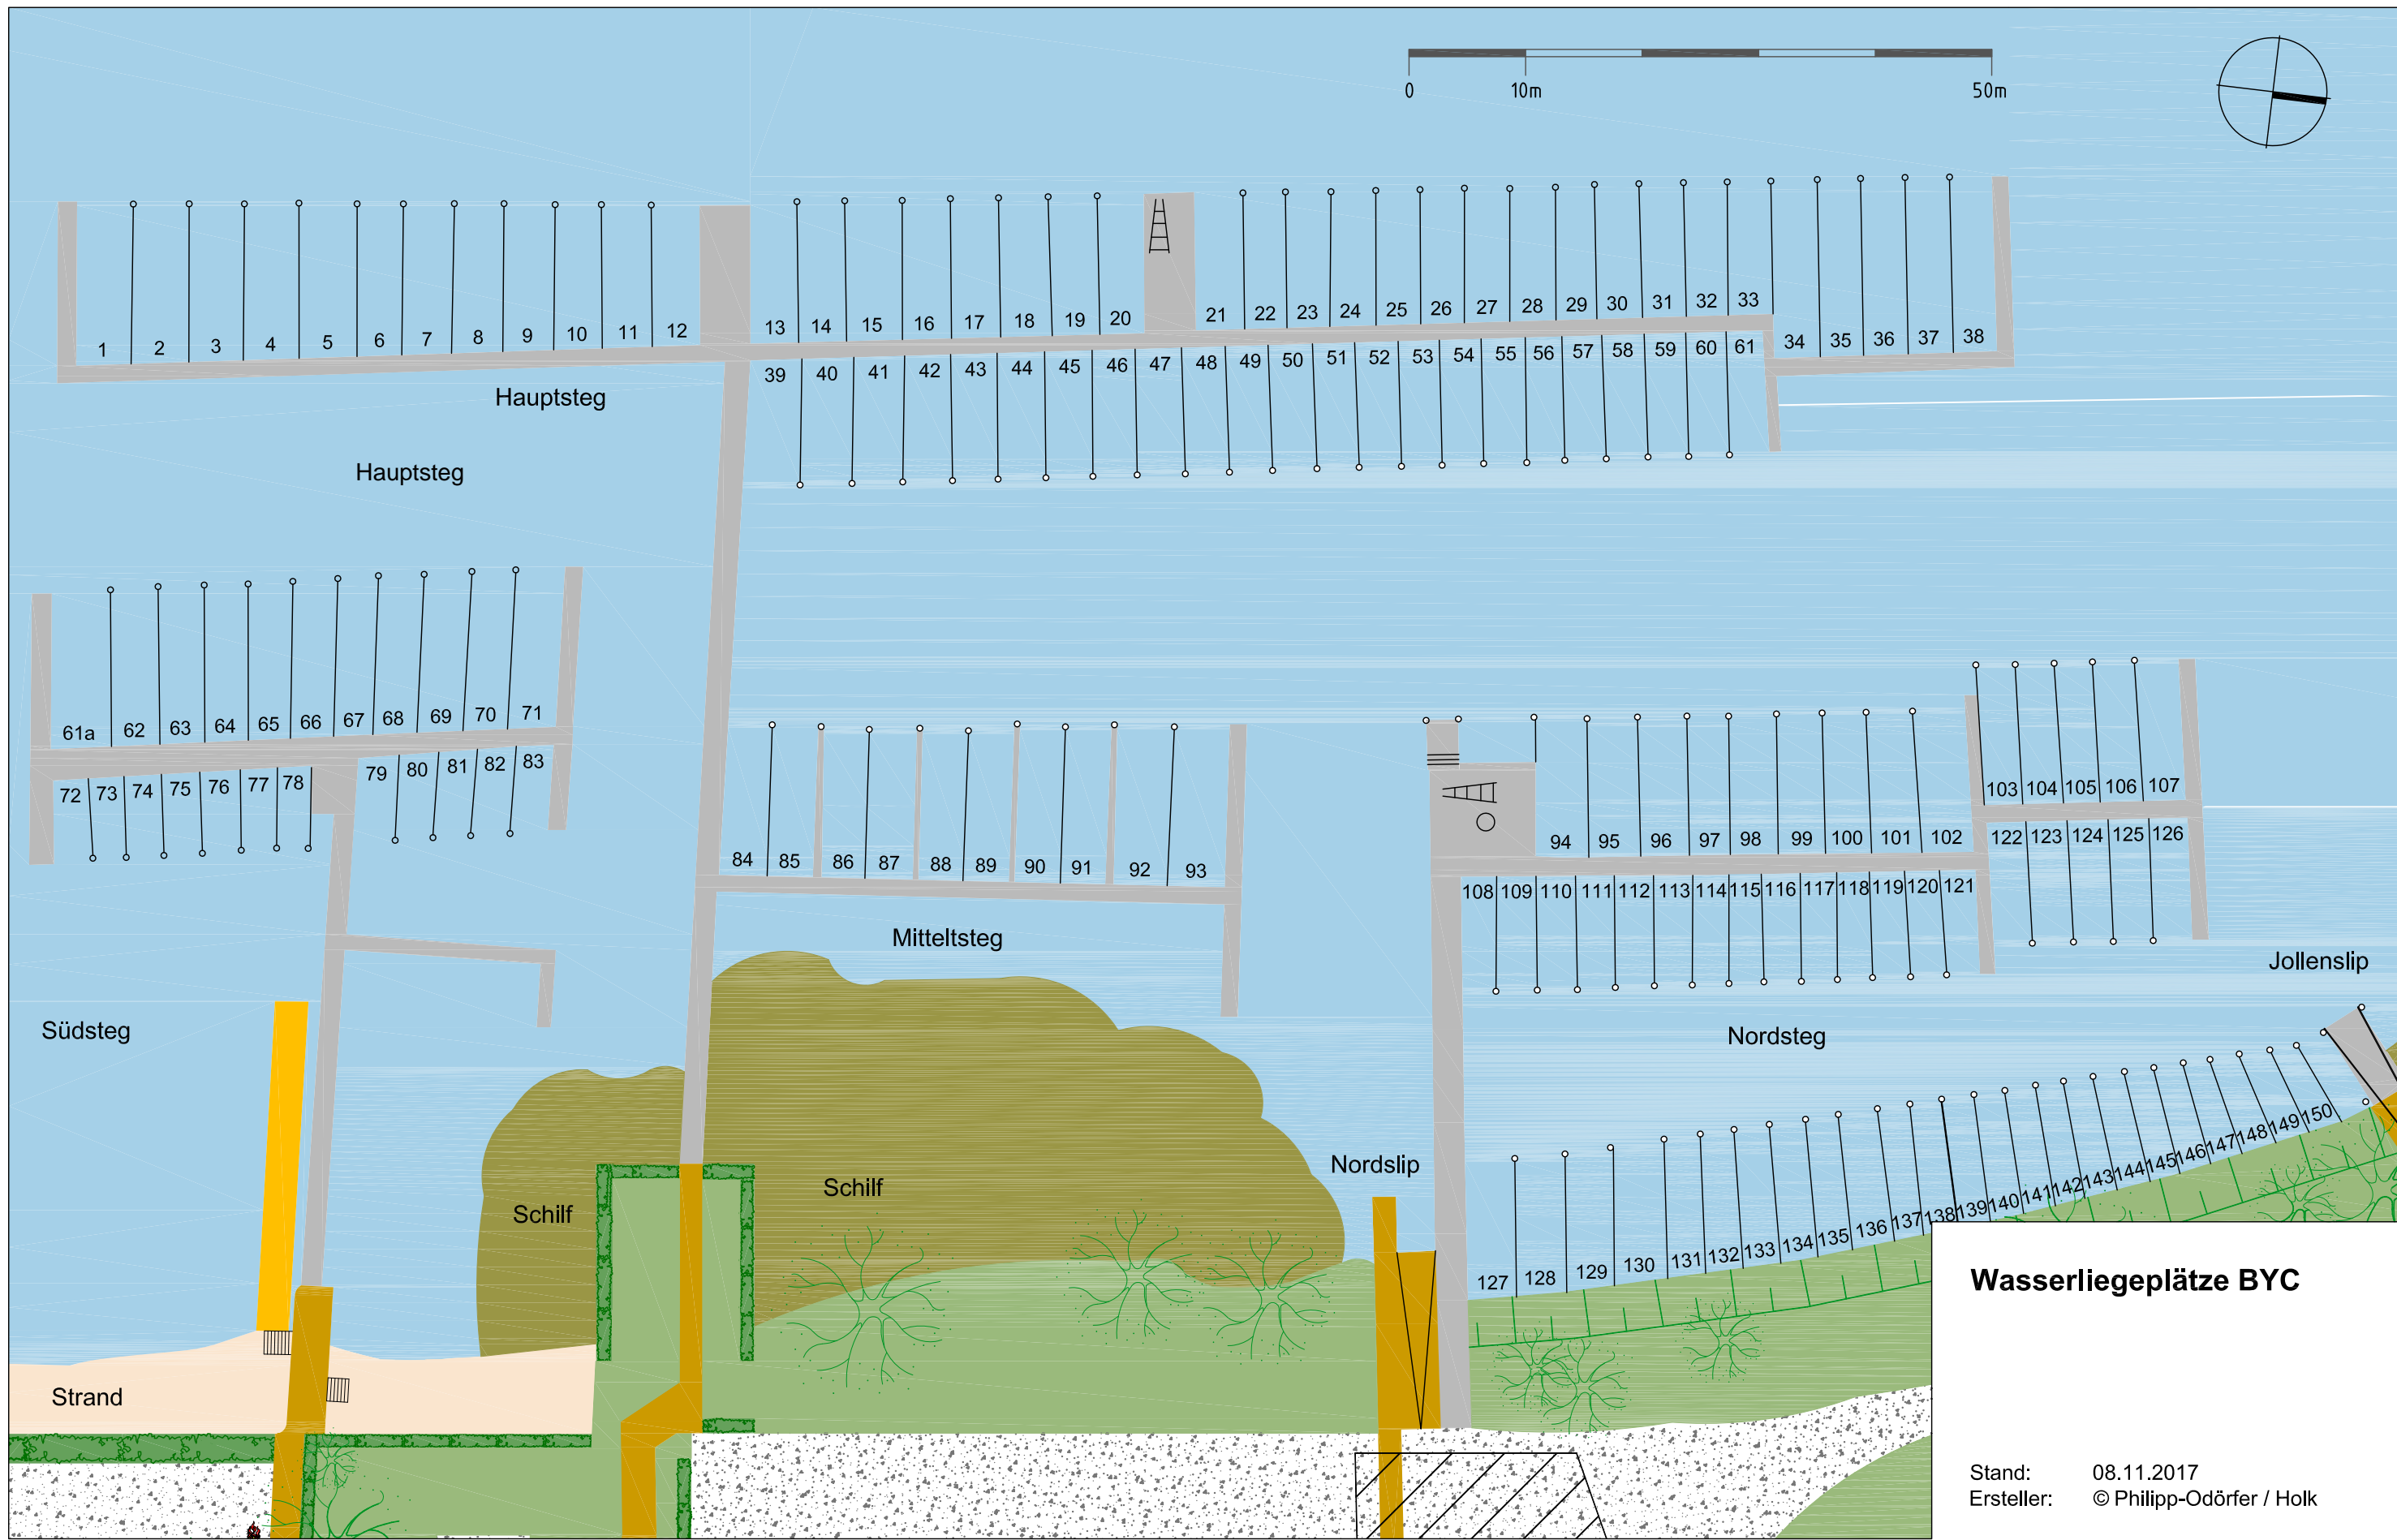 0 10m 50m
1 2 3 4 5 6 7 8 9 10 11 12 13 14 15 16 17 18 19 20 21 22 23 24 25 26 27 28 29 30 31 32 33 34 35 36 37 38
39 40 41 42 43 44 45 46 47 48 49 50 51 52 53 54 55 56 57 58 59 60 61
Hauptsteg
Hauptsteg
61a 62 63 64 65 66 67 68 69 70 71
72 73 74 75 76 77 78 79 80 81 82 83
84 85 86 87 88 89 90 91 92 93
94 95 96 97 98 99 100 101 102 103 104 105 106 107
108 109 110 111 112 113 114 115 116 117 118 119 120 121 122 123 124 125 126
Mitteltsteg
Jollenslip
Südsteg
Nordsteg
127 128 129 130 131 132 133 134 135 136 137 138 139 140 141 142 143 144 145 146 147 148 149 150
Nordslip
Schilf
Schilf
Strand
Wasserliegeplätze BYC
Stand: 08.11.2017
Ersteller: © Philipp-Odörfer / Holk